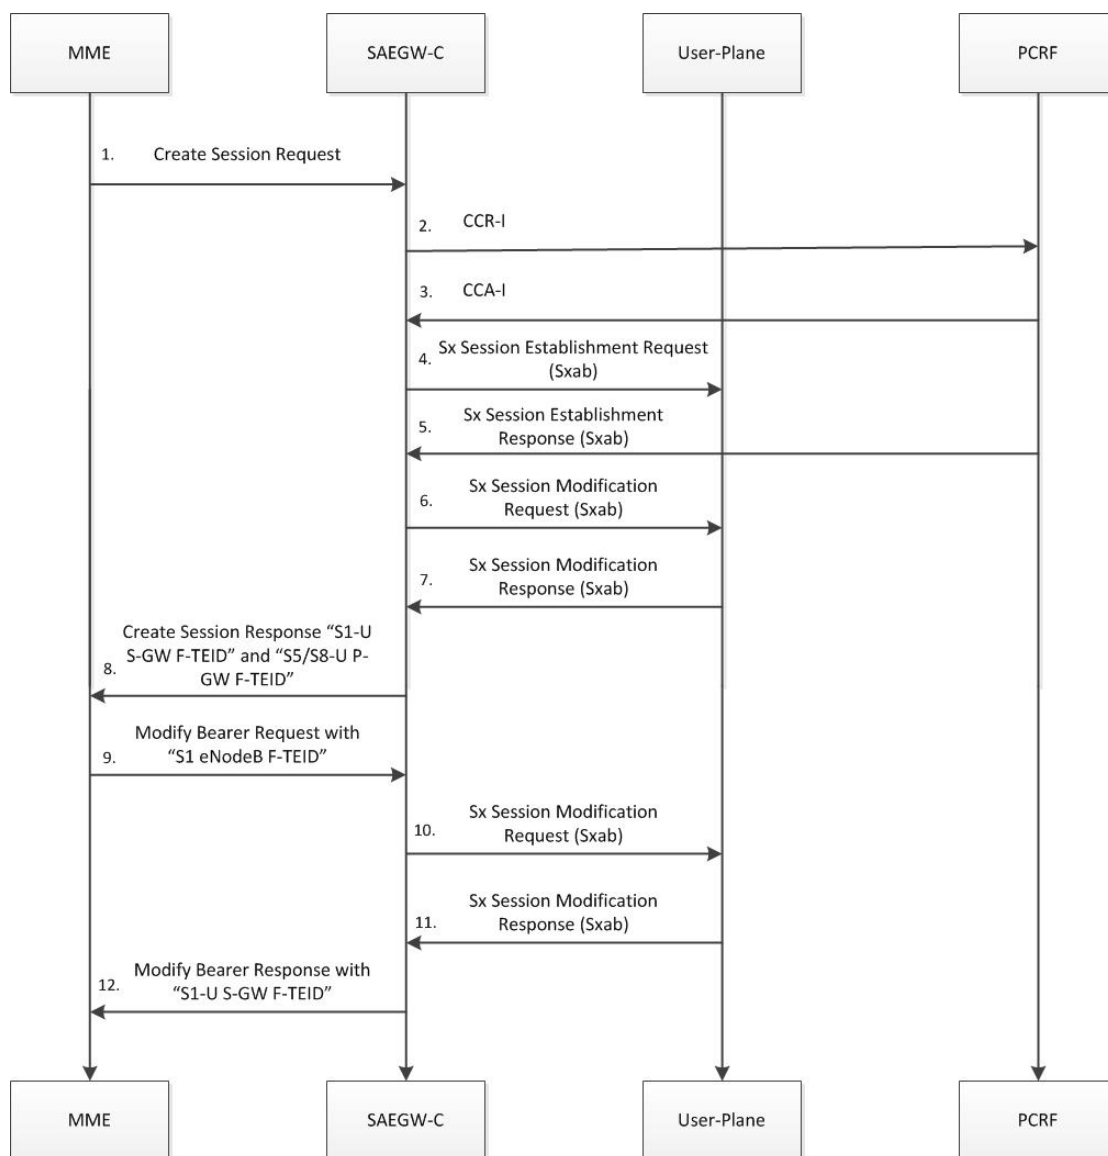 MME
SAEGW-C
User-Plane
PCRF
1. Create Session Request
2. CCR-I
3. CCA-I
4. Sx Session Establishment Request
(Sxab)
5. Sx Session Establishment
Response (Sxab)
6. Sx Session Modification
Request (Sxab)
7. Sx Session Modification
Response (Sxab)
Create Session Response “S1-U
S-GW F-TEID” and “S5/S8-U P-
8. GW F-TEID”
Modify Bearer Request with
9. “S1 eNodeB F-TEID”
Sx Session Modification
10. Request (Sxab)
Sx Session Modification
11. Response (Sxab)
Modify Bearer Response with
12. “S1-U S-GW F-TEID”
MME
SAEGW-C
User-Plane
PCRF